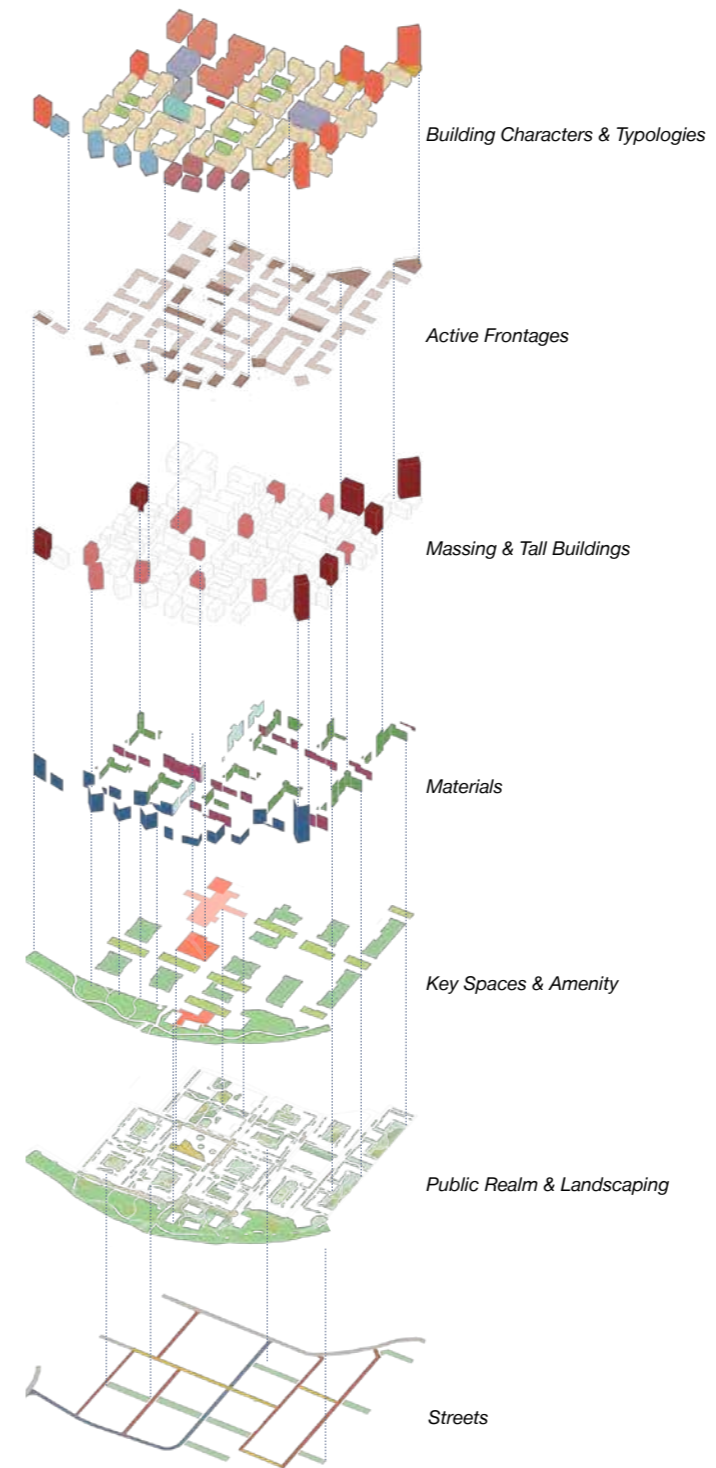 Building Characters & Typologies
Active Frontages
Massing & Tall Buildings
Materials
Key Spaces & Amenity
Public Realm & Landscaping
Streets